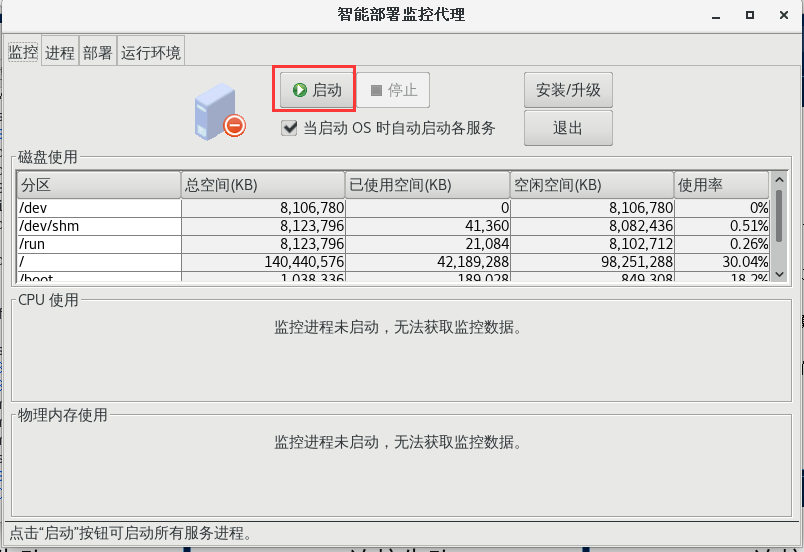 智能部署监控代理
监控 进程 部署 运行环境
启动 停止 安装/升级
当启动 OS 时自动启动各服务 退出
磁盘使用
分区 总空间(KB) 已使用空间(KB) 空闲空间(KB) 使用率
/dev 8,106,780 0 8,106,780 0%
/dev/shm 8,123,796 41,360 8,082,436 0.51%
/run 8,123,796 21,084 8,102,712 0.26%
/ 140,440,576 42,189,288 98,251,288 30.04%
/boot 1,038,336 189,028 849,308 18.2%
CPU 使用
监控进程未启动，无法获取监控数据。
物理内存使用
监控进程未启动，无法获取监控数据。
点击“启动”按钮可启动所有服务进程。